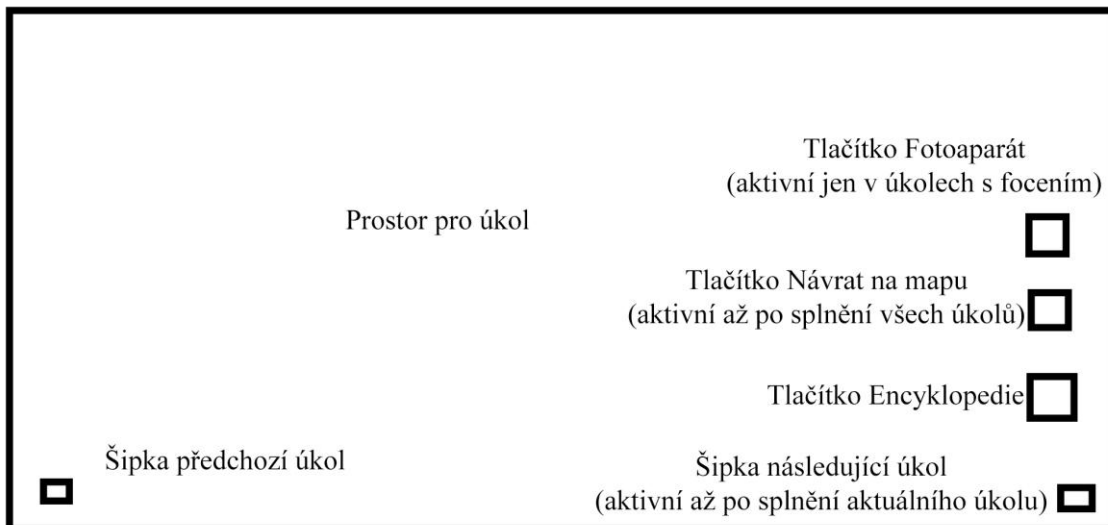 Tlačítko Fotoaparát
(aktivní jen v úkolech s focením)
Prostor pro úkol
Tlačítko Návrat na mapu
(aktivní až po splnění všech úkolů)
Tlačítko Encyklopedie
Šipka předchozí úkol
Šipka následující úkol
(aktivní až po splnění aktuálního úkolu)